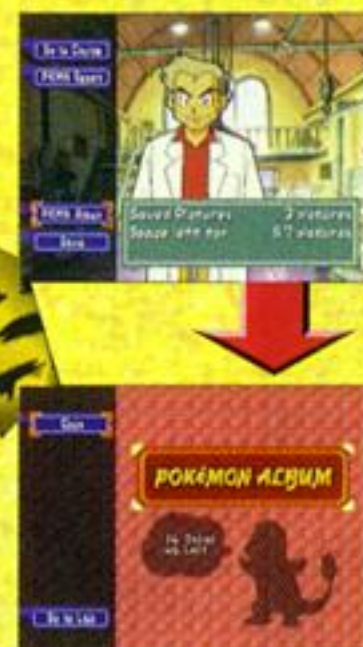 Go to Course
PKMN Report
PKMN Album
Save
Saved Pictures 3 pictures
Space left for 57 pictures
POKéMON ALBUM
Go to Lab